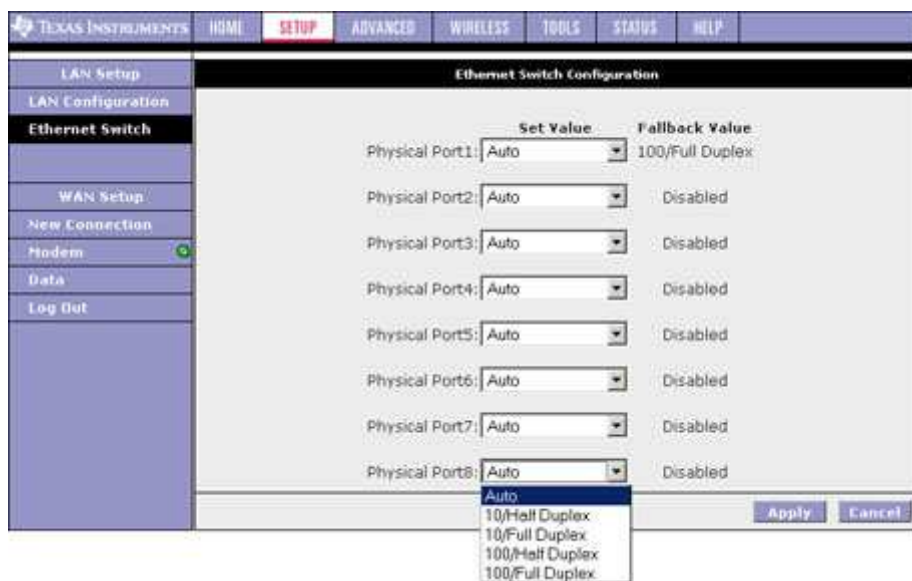 TEXAS INSTRUMENTS HOME SETUP ADVANCED WIRELESS TOOLS STATUS HELP
LAN Setup
LAN Configuration
Ethernet Switch
WAN Setup
New Connection
Modem
Data
Log Out
Ethernet Switch Configuration
Set Value Fallback Value
Physical Port1: Auto 100/Full Duplex
Physical Port2: Auto Disabled
Physical Port3: Auto Disabled
Physical Port4: Auto Disabled
Physical Port5: Auto Disabled
Physical Port6: Auto Disabled
Physical Port7: Auto Disabled
Physical Port8: Auto Disabled
Auto
10/Half Duplex
10/Full Duplex
100/Half Duplex
100/Full Duplex
Apply Cancel